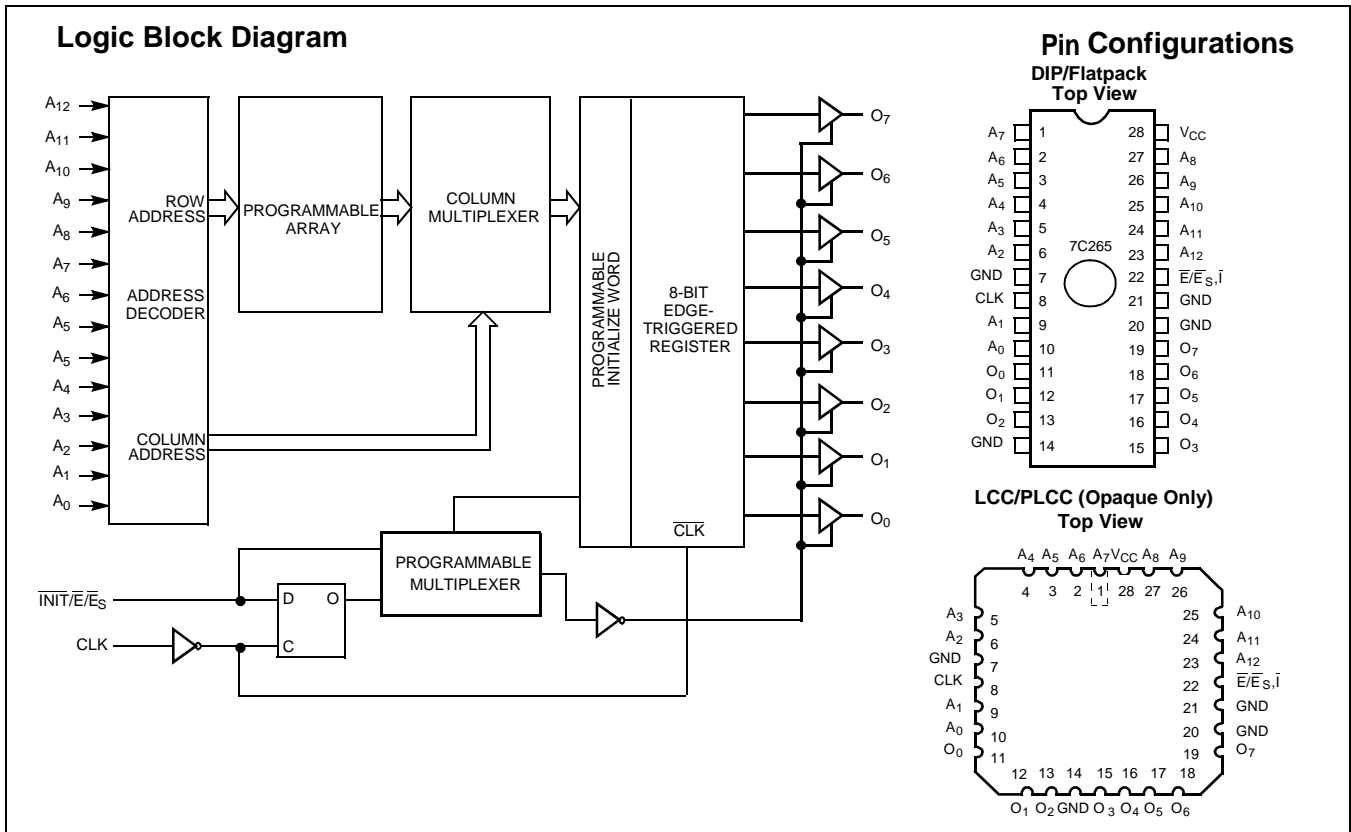 Logic Block Diagram
A12
A11
A10
A9
A8
A7
A6
A5
A5
A4
A3
A2
A1
A0
ROW
ADDRESS
ADDRESS
DECODER
COLUMN
ADDRESS
PROGRAMMABLE
ARRAY
COLUMN
MULTIPLEXER
PROGRAMMABLE
INITIALIZE WORD
8-BIT
EDGE-
TRIGGERED
REGISTER
C̅L̅K̅
O7
O6
O5
O4
O3
O2
O1
O0
PROGRAMMABLE
MULTIPLEXER
I̅N̅I̅T̅/E̅/E̅S
CLK
D O
C
Pin Configurations
DIP/Flatpack
Top View
7C265
A7 1 28 VCC
A6 2 27 A8
A5 3 26 A9
A4 4 25 A10
A3 5 24 A11
A2 6 23 A12
GND 7 22 E̅/E̅S,I̅
CLK 8 21 GND
A1 9 20 GND
A0 10 19 O7
O0 11 18 O6
O1 12 17 O5
O2 13 16 O4
GND 14 15 O3
LCC/PLCC (Opaque Only)
Top View
A4 A5 A6 A7 VCC A8 A9
4 3 2 1 28 27 26
A3 5 25 A10
A2 6 24 A11
GND 7 23 A12
CLK 8 22 E̅/E̅S,I̅
A1 9 21 GND
A0 10 20 GND
O0 11 19 O7
12 13 14 15 16 17 18
O1 O2 GND O3 O4 O5 O6